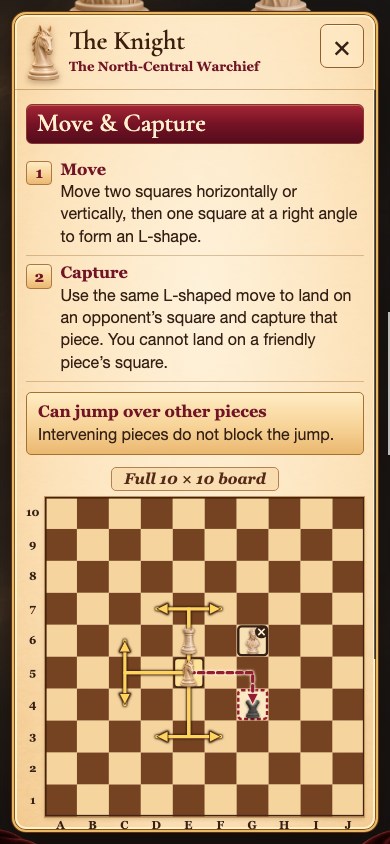 The Knight
The North-Central Warchief
Move & Capture
1
Move
Move two squares horizontally or
vertically, then one square at a right angle
to form an L-shape.
2
Capture
Use the same L-shaped move to land on
an opponent’s square and capture that
piece. You cannot land on a friendly
piece’s square.
Can jump over other pieces
Intervening pieces do not block the jump.
Full 10 × 10 board
10
9
8
7
6
5
4
3
2
1
A B C D E F G H I J